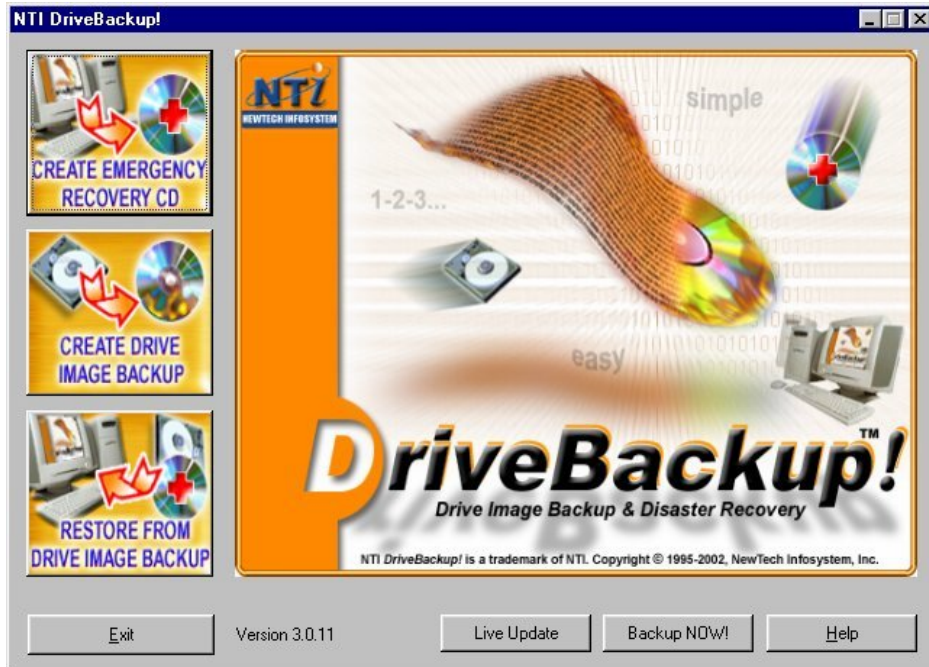 NTI DriveBackup!
CREATE EMERGENCY
RECOVERY CD
CREATE DRIVE
IMAGE BACKUP
RESTORE FROM
DRIVE IMAGE BACKUP
NTI
NEWTECH INFOSYSTEM
simple
1-2-3...
easy
DriveBackup!™
Drive Image Backup & Disaster Recovery
NTI DriveBackup! is a trademark of NTI. Copyright © 1995-2002, NewTech Infosystem, Inc.
Exit
Version 3.0.11
Live Update
Backup NOW!
Help